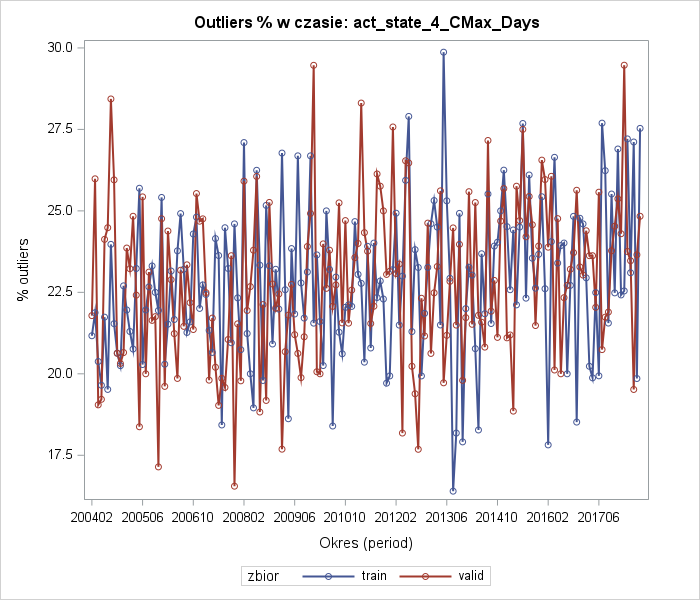 Outliers % w czasie: act_state_4_CMax_Days
30.0
27.5
25.0
22.5
20.0
17.5
% outliers
200402 200506 200610 200802 200906 201010 201202 201306 201410 201602 201706
Okres (period)
zbior train valid